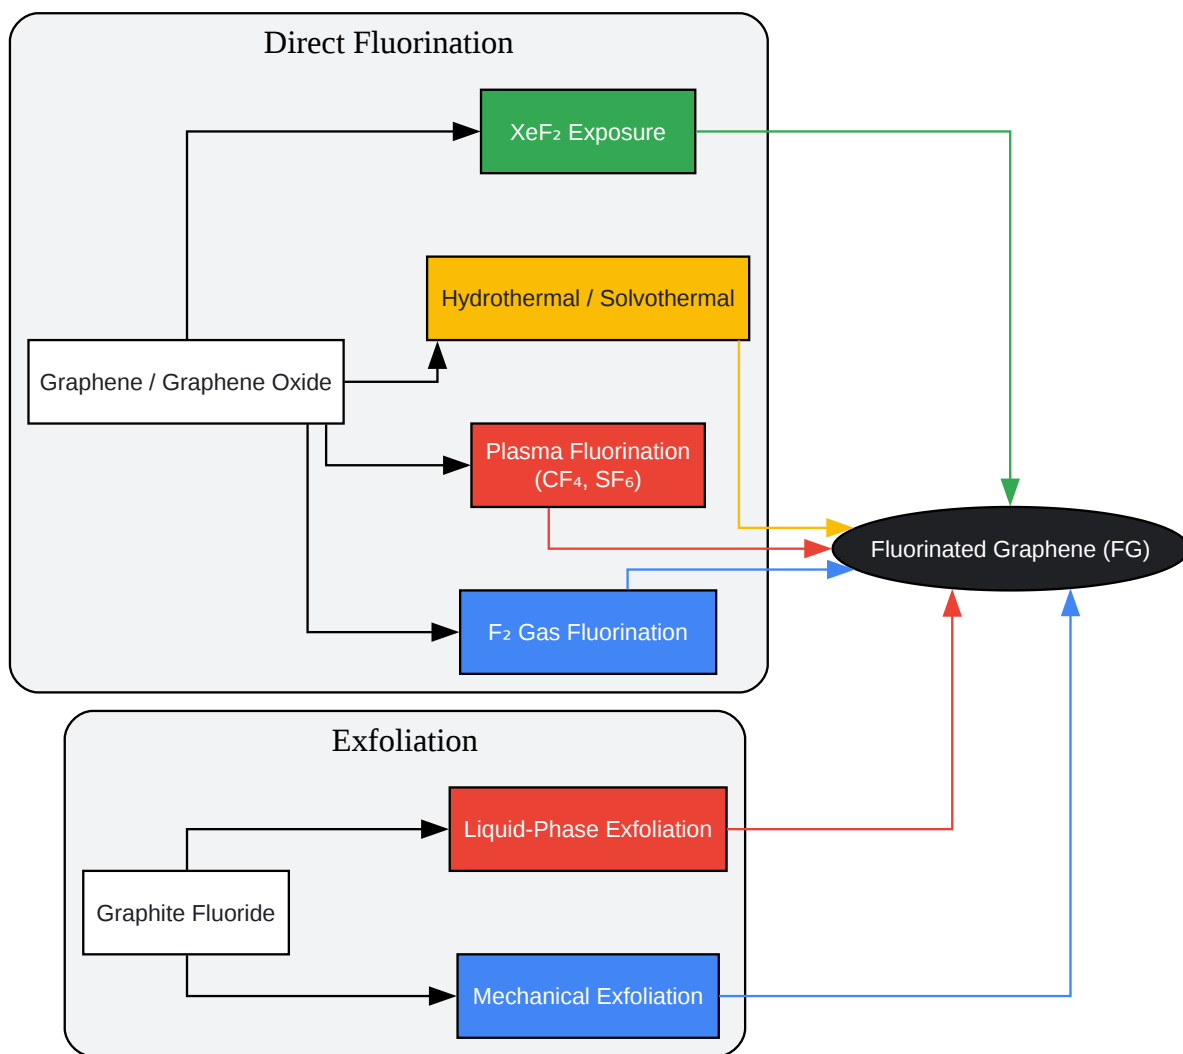 Direct Fluorination
XeF₂ Exposure
Hydrothermal / Solvothermal
Graphene / Graphene Oxide
Plasma Fluorination
(CF₄, SF₆)
Fluorinated Graphene (FG)
F₂ Gas Fluorination
Exfoliation
Liquid-Phase Exfoliation
Graphite Fluoride
Mechanical Exfoliation